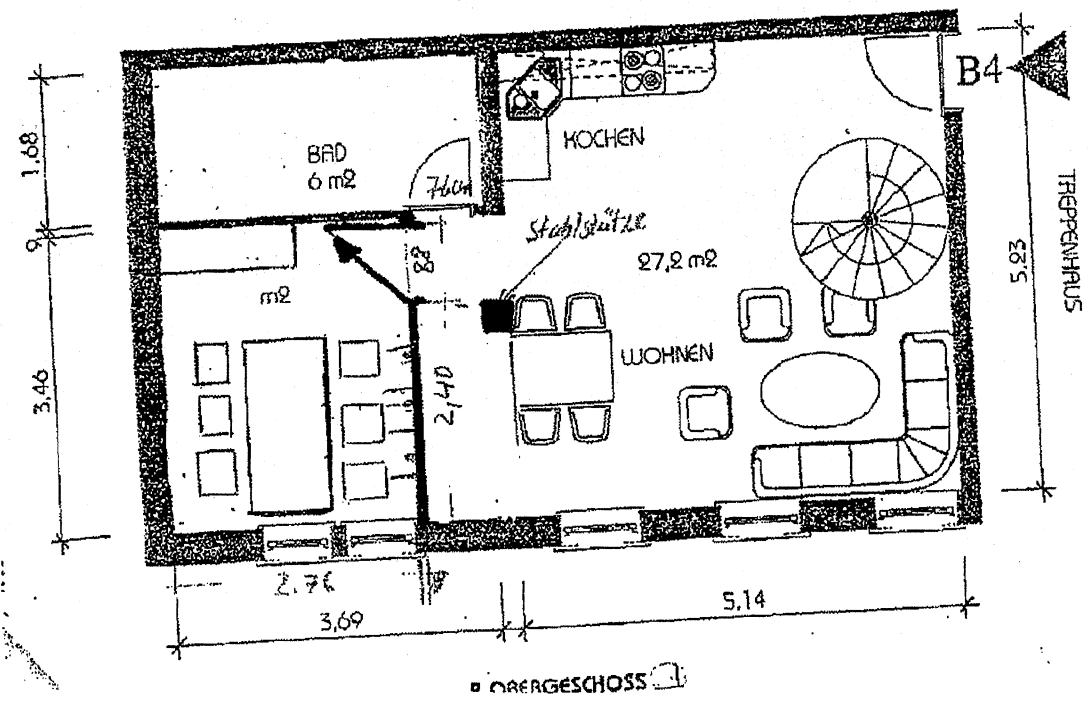 B4
TREPPENHAUS
1,68
BAD
6 m2
76cm
KOCHEN
Stahlstütze
9
88
27,2 m2
5,23
m2
WOHNEN
3,46
2,40
2,76
3,69
5,14
OBERGESCHOSS